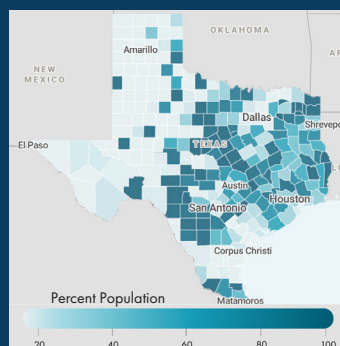 OKLAHOMA
Amarillo
NEW
MEXICO
Dallas
Shrevepo
El Paso
TEXAS
Austin
Houston
San Antonio
Corpus Christi
Percent Population
Matamoros
20 40 60 80 100